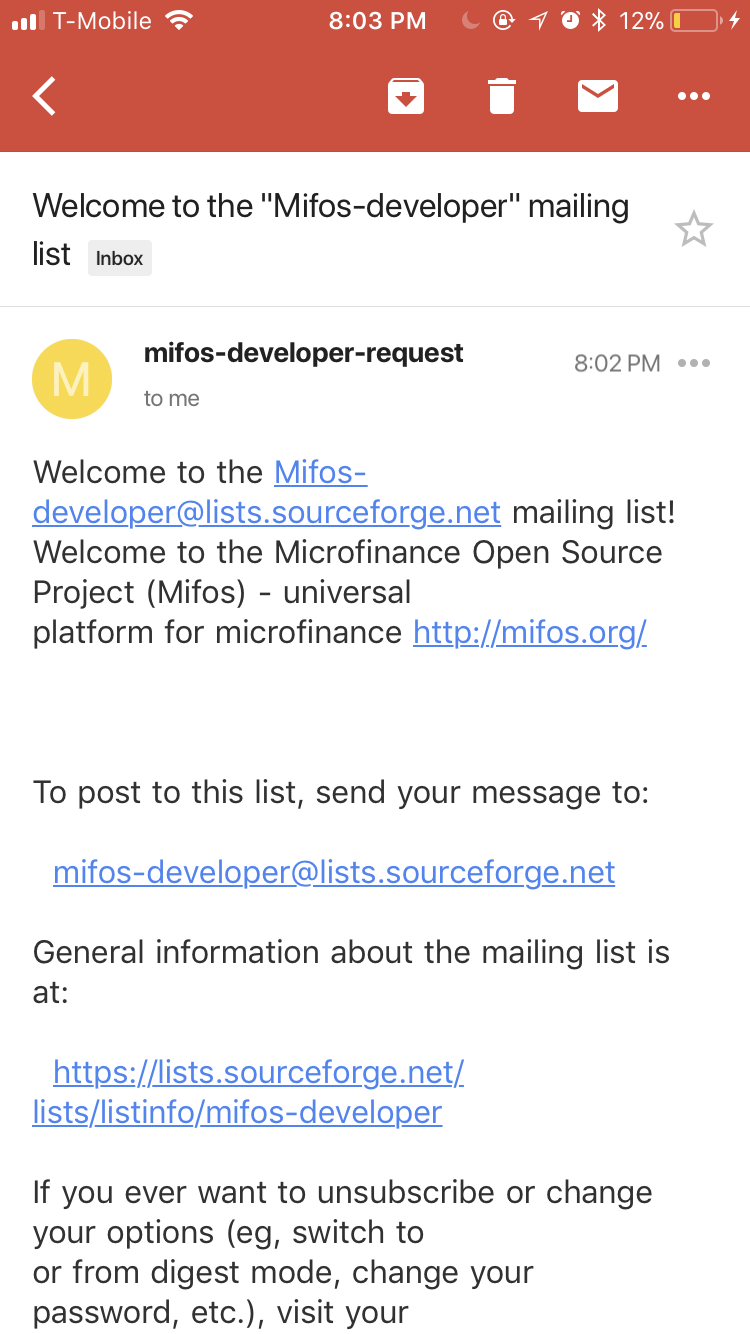 T-Mobile 8:03 PM 12%
Welcome to the "Mifos-developer" mailing
list Inbox
M
mifos-developer-request
8:02 PM
to me
Welcome to the Mifos-
developer@lists.sourceforge.net mailing list!
Welcome to the Microfinance Open Source
Project (Mifos) - universal
platform for microfinance http://mifos.org/
To post to this list, send your message to:
mifos-developer@lists.sourceforge.net
General information about the mailing list is
at:
https://lists.sourceforge.net/
lists/listinfo/mifos-developer
If you ever want to unsubscribe or change
your options (eg, switch to
or from digest mode, change your
password, etc.), visit your